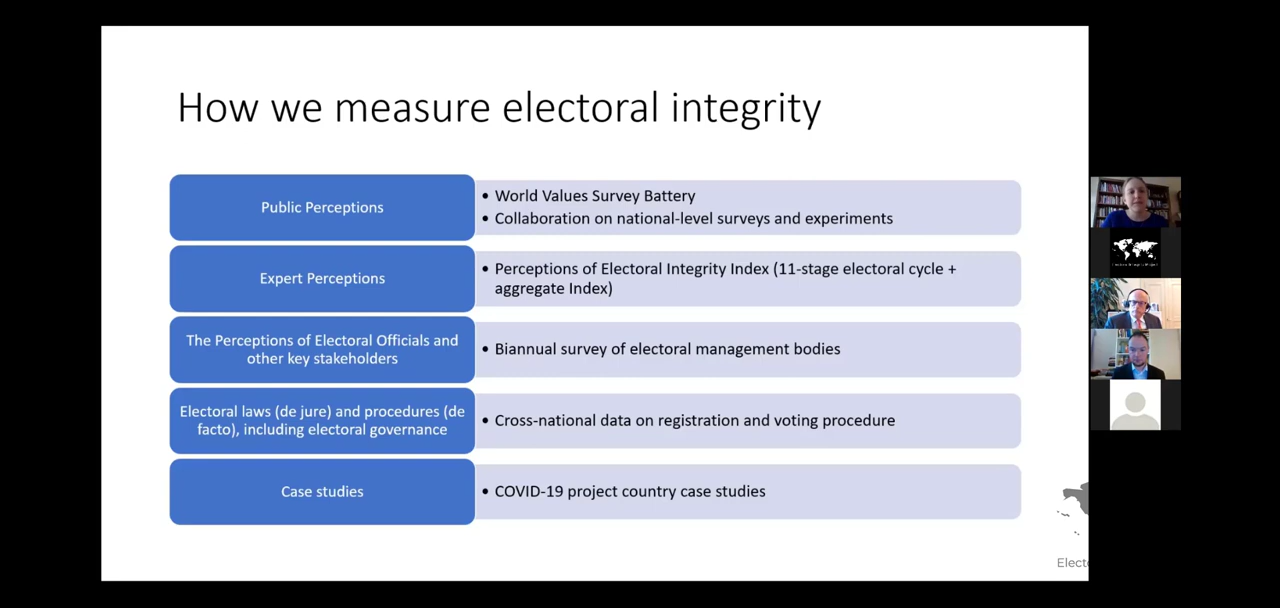 How we measure electoral integrity
Public Perceptions
• World Values Survey Battery
• Collaboration on national-level surveys and experiments
Expert Perceptions
• Perceptions of Electoral Integrity Index (11-stage electoral cycle +
aggregate Index)
The Perceptions of Electoral Officials and
other key stakeholders
• Biannual survey of electoral management bodies
Electoral laws (de jure) and procedures (de
facto), including electoral governance
• Cross-national data on registration and voting procedure
Case studies
• COVID-19 project country case studies